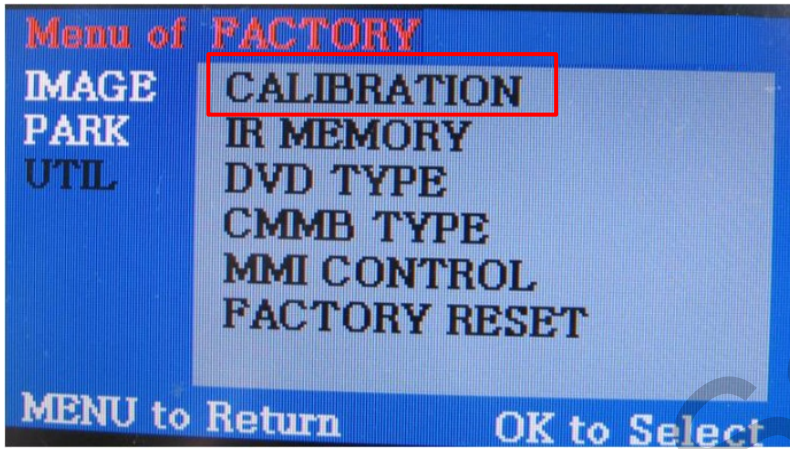 Menu of FACTORY
IMAGE
PARK
UTIL
CALIBRATION
IR MEMORY
DVD TYPE
CMMB TYPE
MMI CONTROL
FACTORY RESET
MENU to Return
OK to Select